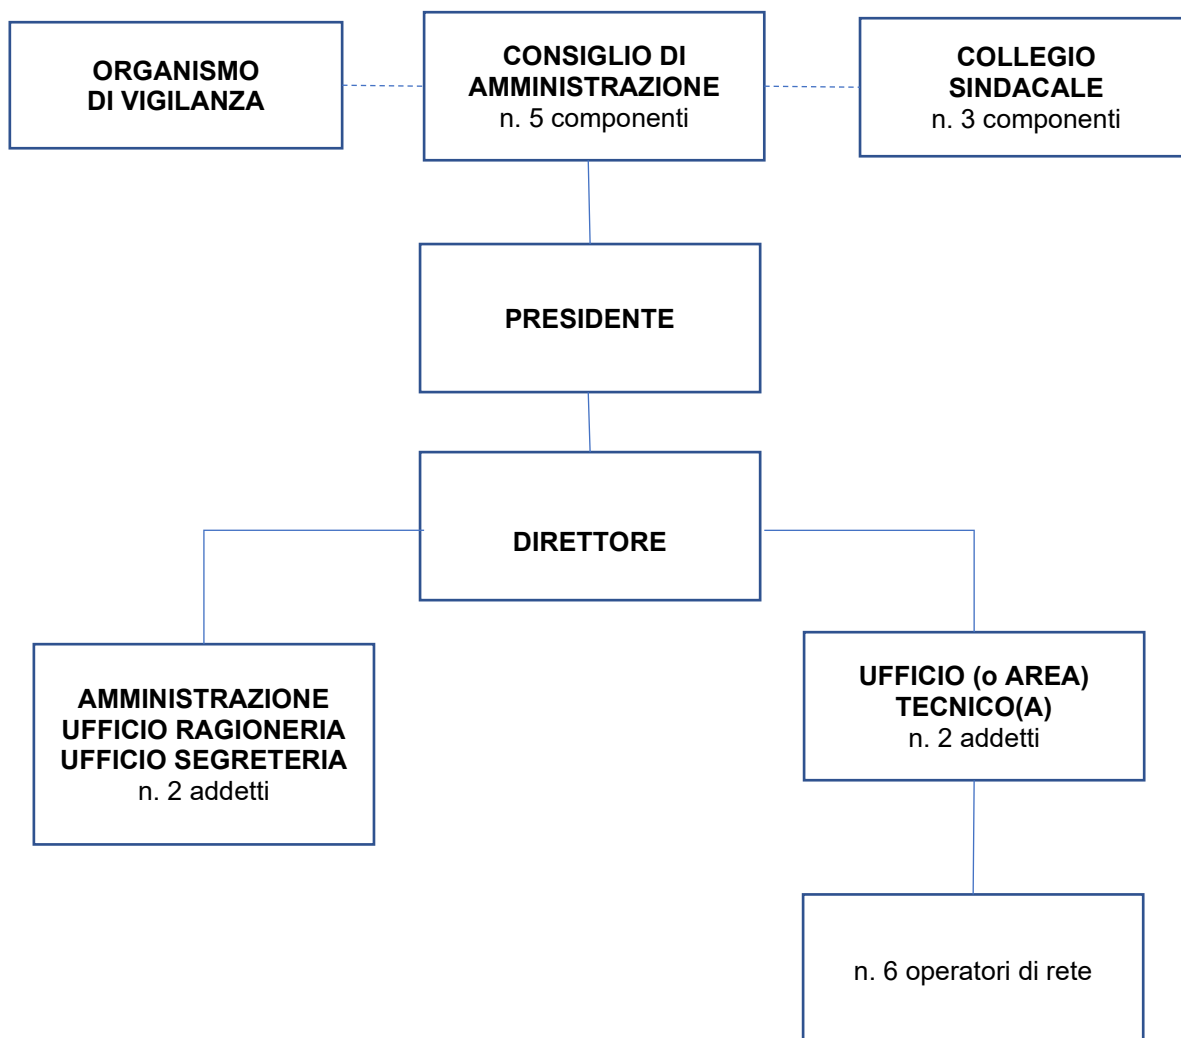 ORGANISMO
DI VIGILANZA
CONSIGLIO DI
AMMINISTRAZIONE
n. 5 componenti
COLLEGIO
SINDACALE
n. 3 componenti
PRESIDENTE
DIRETTORE
AMMINISTRAZIONE
UFFICIO RAGIONERIA
UFFICIO SEGRETERIA
n. 2 addetti
UFFICIO (o AREA)
TECNICO(A)
n. 2 addetti
n. 6 operatori di rete